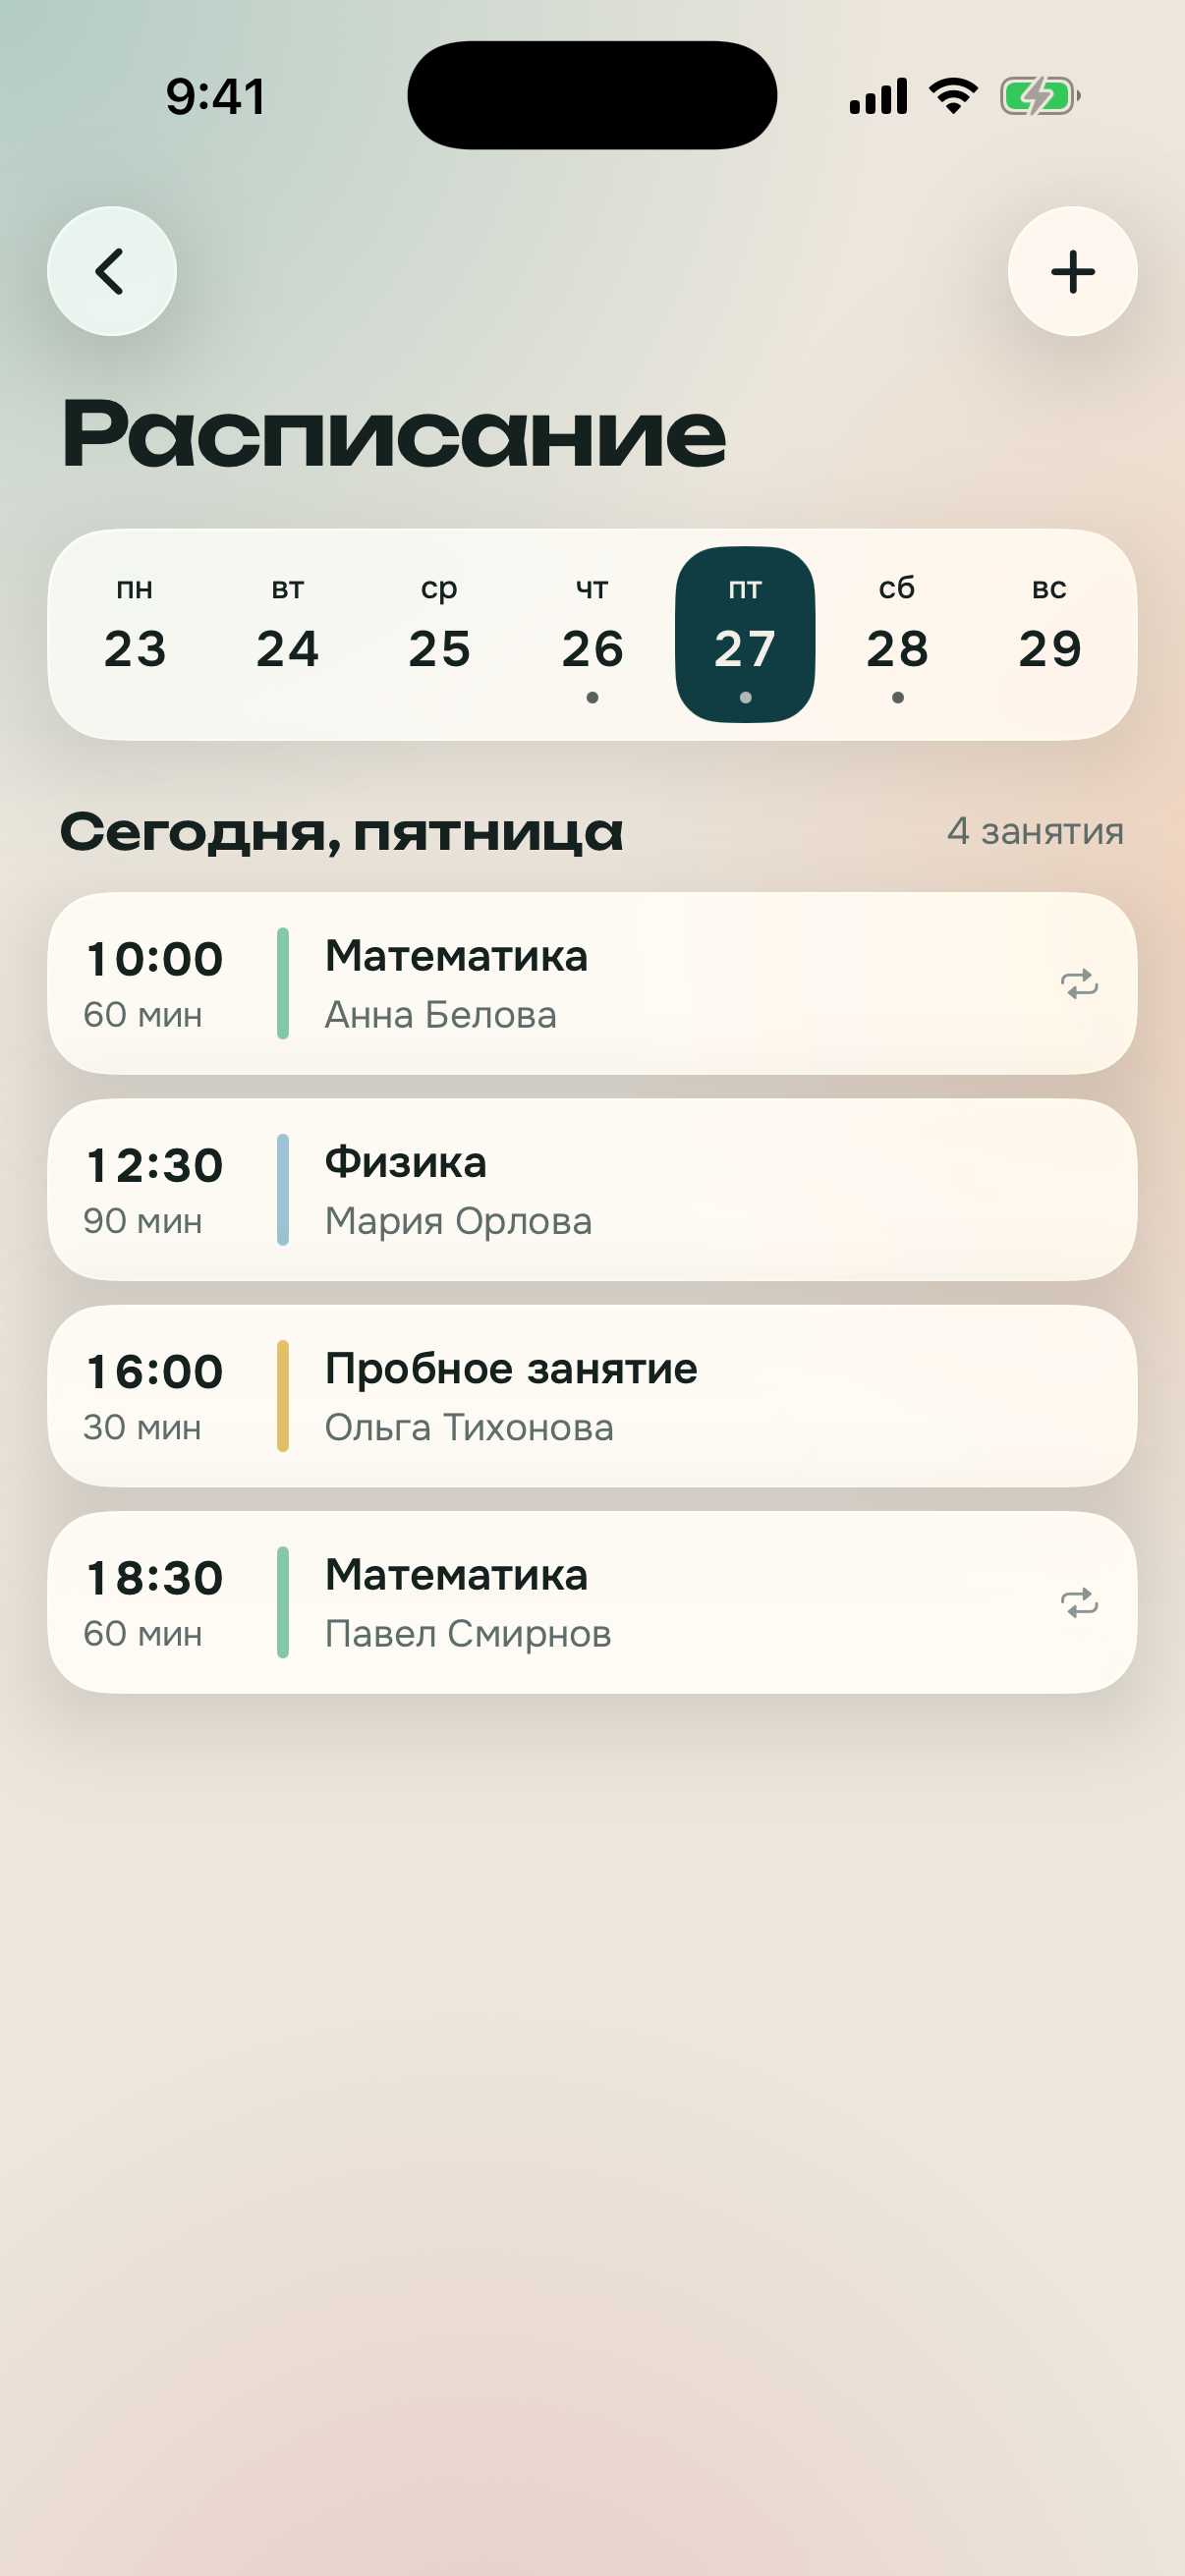 9:41
Расписание
пн вт ср чт пт сб вс
23 24 25 26 27 28 29
Сегодня, пятница 4 занятия
10:00 Математика
60 мин Анна Белова
12:30 Физика
90 мин Мария Орлова
16:00 Пробное занятие
30 мин Ольга Тихонова
18:30 Математика
60 мин Павел Смирнов